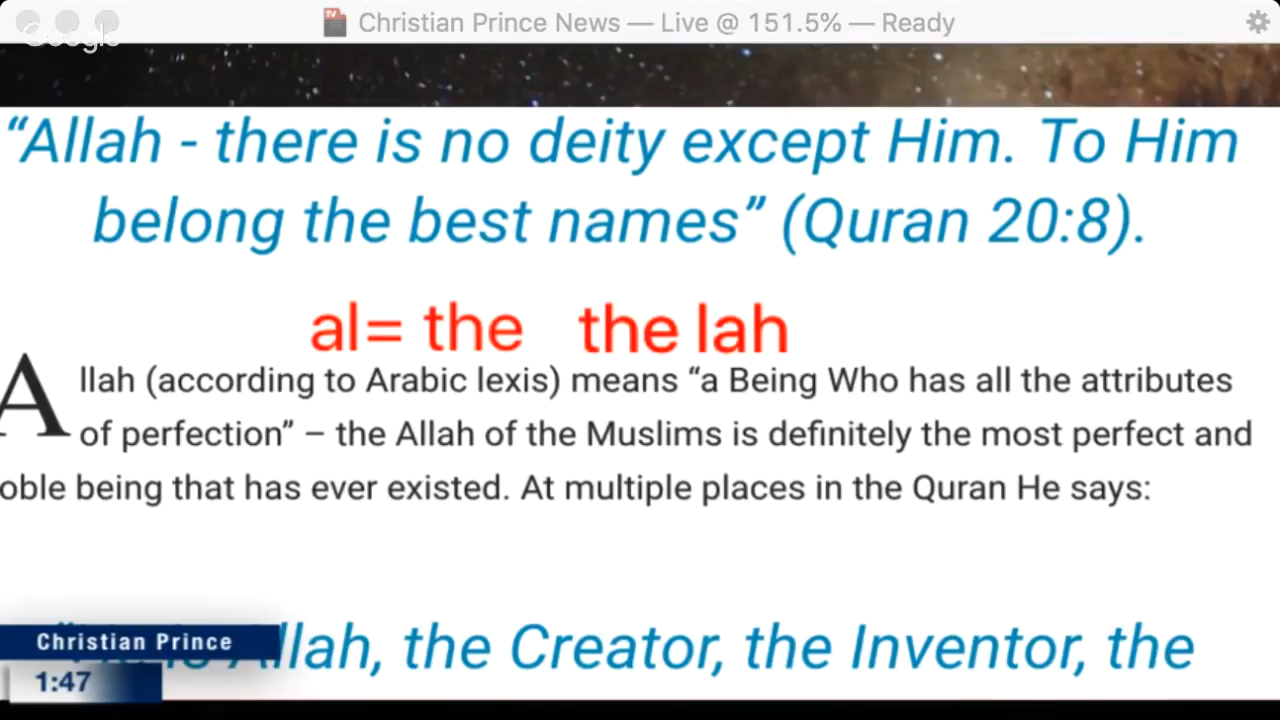 Christian Prince News — Live @ 151.5% — Ready
Google
“Allah - there is no deity except Him. To Him
belong the best names” (Quran 20:8).
al= the the lah
Allah (according to Arabic lexis) means “a Being Who has all the attributes
of perfection” – the Allah of the Muslims is definitely the most perfect and
oble being that has ever existed. At multiple places in the Quran He says:
Allah, the Creator, the Inventor, the
Christian Prince
1:47